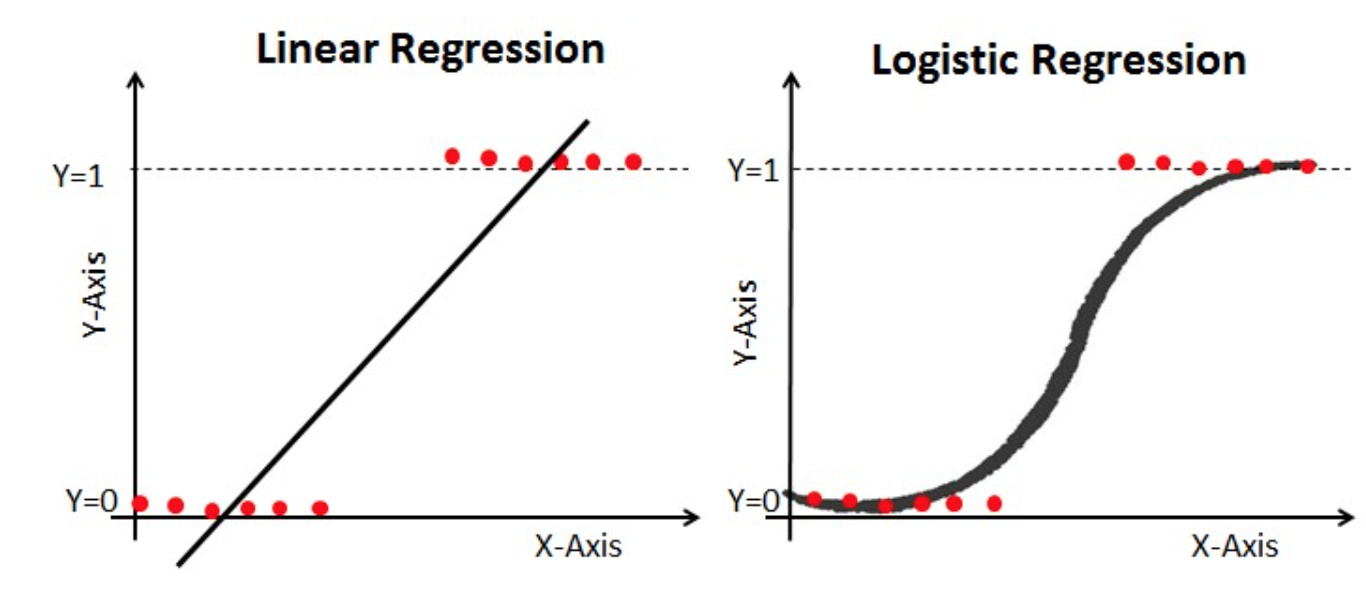 Linear Regression
Y=1
Y-Axis
Y=0
X-Axis
Logistic Regression
Y=1
Y-Axis
Y=0
X-Axis